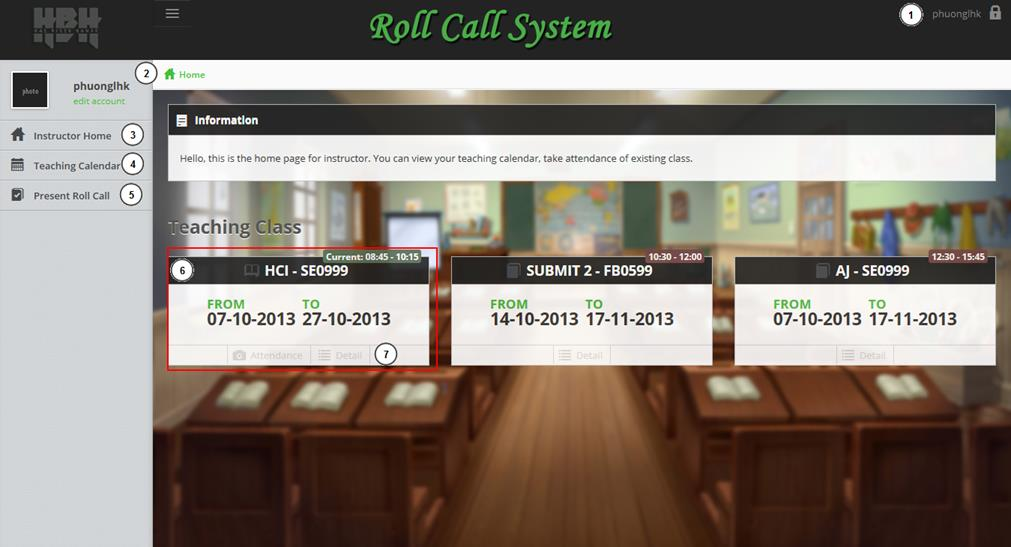 HBH
Roll Call System
1
phuonglhk
photo
phuonglhk
edit account
2
Home
Instructor Home
3
Teaching Calendar
4
Present Roll Call
5
Information
Hello, this is the home page for instructor. You can view your teaching calendar, take attendance of existing class.
Teaching Class
Current: 08:45 - 10:15
6
HCI - SE0999
FROM TO
07-10-2013 27-10-2013
Attendance Detail
7
10:30 - 12:00
SUBMIT 2 - FB0599
FROM TO
14-10-2013 17-11-2013
Detail
12:30 - 15:45
AJ - SE0999
FROM TO
07-10-2013 17-11-2013
Detail